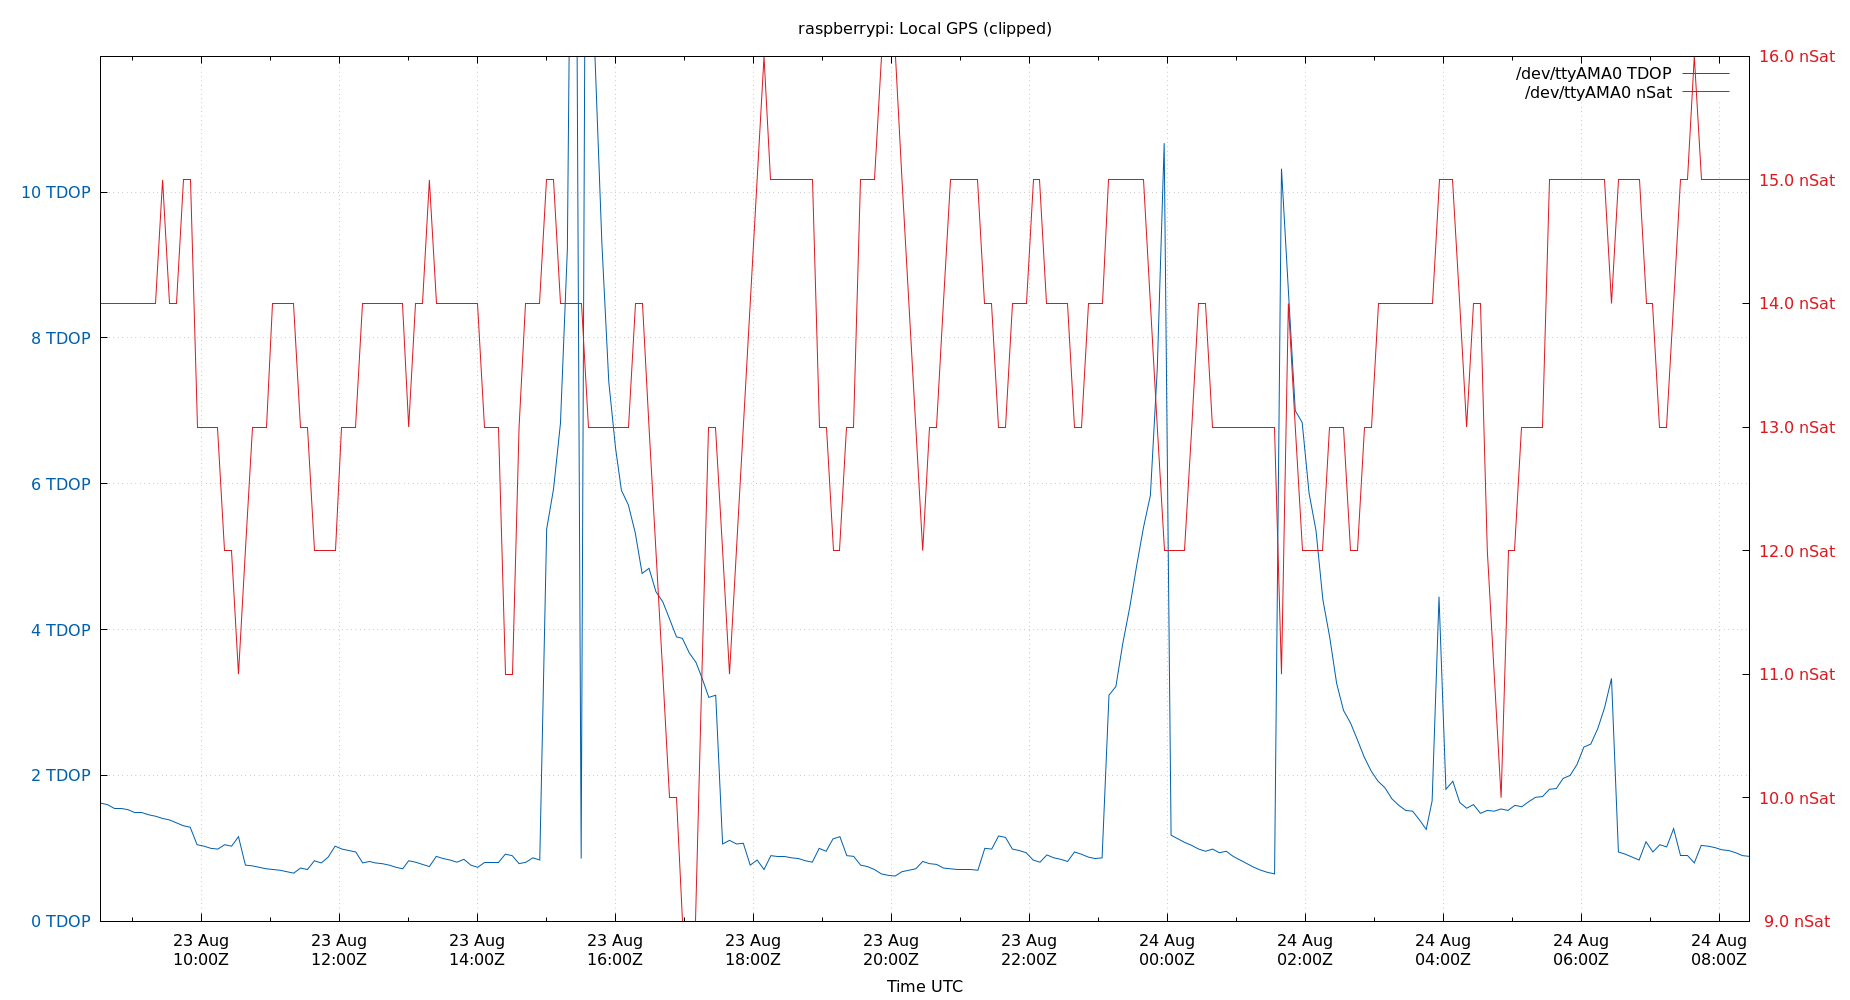 raspberrypi: Local GPS (clipped)
/dev/ttyAMA0 TDOP
/dev/ttyAMA0 nSat
10 TDOP
8 TDOP
6 TDOP
4 TDOP
2 TDOP
0 TDOP
16.0 nSat
15.0 nSat
14.0 nSat
13.0 nSat
12.0 nSat
11.0 nSat
10.0 nSat
9.0 nSat
23 Aug
10:00Z
23 Aug
12:00Z
23 Aug
14:00Z
23 Aug
16:00Z
23 Aug
18:00Z
23 Aug
20:00Z
23 Aug
22:00Z
24 Aug
00:00Z
24 Aug
02:00Z
24 Aug
04:00Z
24 Aug
06:00Z
24 Aug
08:00Z
Time UTC